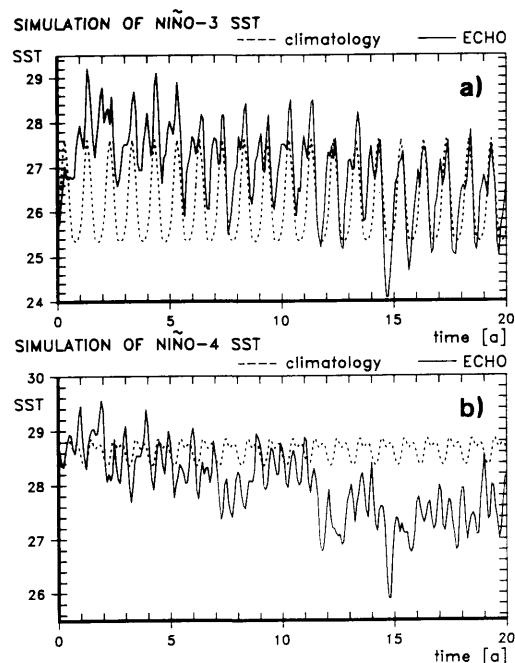 SIMULATION OF NIÑO-3 SST
---- climatology — ECHO
SST
a)
29
28
27
26
25
24
0 5 10 15 20
time [a]
SIMULATION OF NIÑO-4 SST
---- climatology — ECHO
30
SST
b)
29
28
27
26
0 5 10 15 20
time [a]